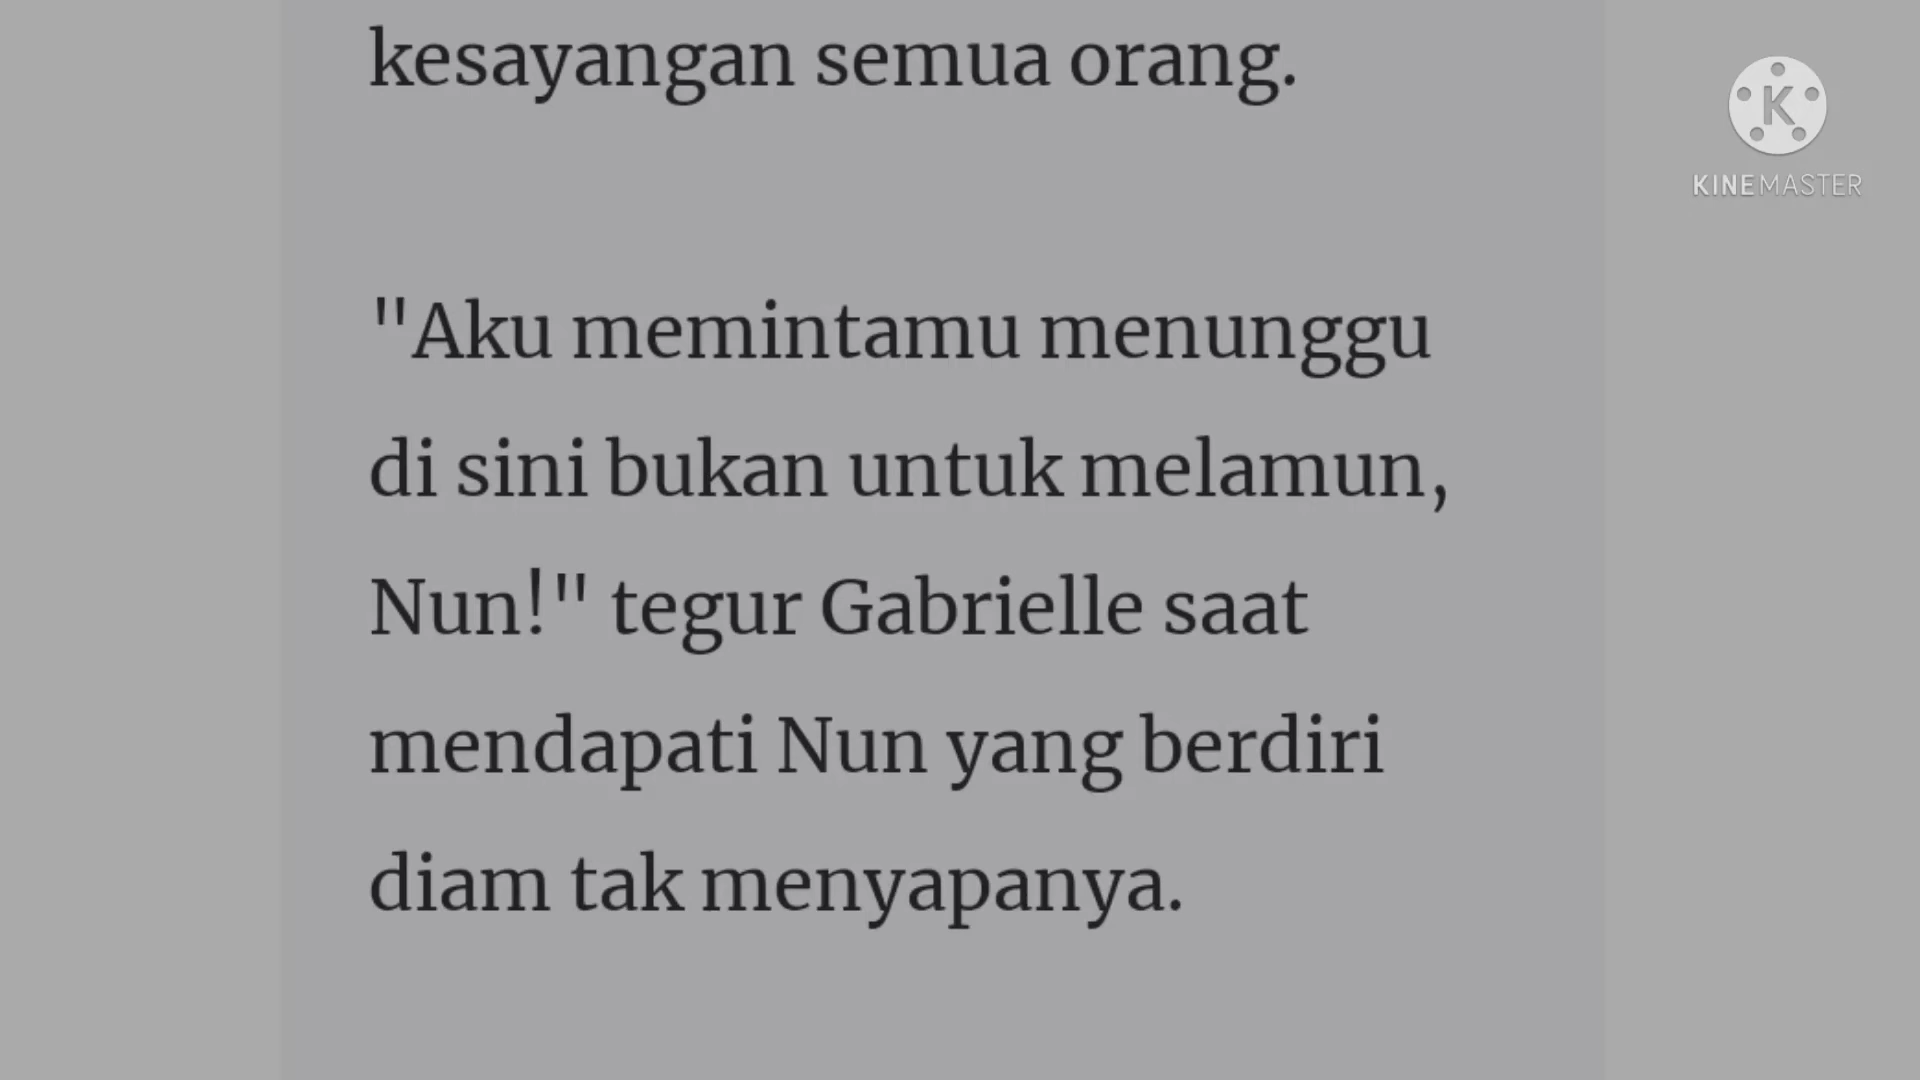 kesayangan semua orang.
K
KINEMASTER
"Aku memintamu menunggu
di sini bukan untuk melamun,
Nun!" tegur Gabrielle saat
mendapati Nun yang berdiri
diam tak menyapanya.